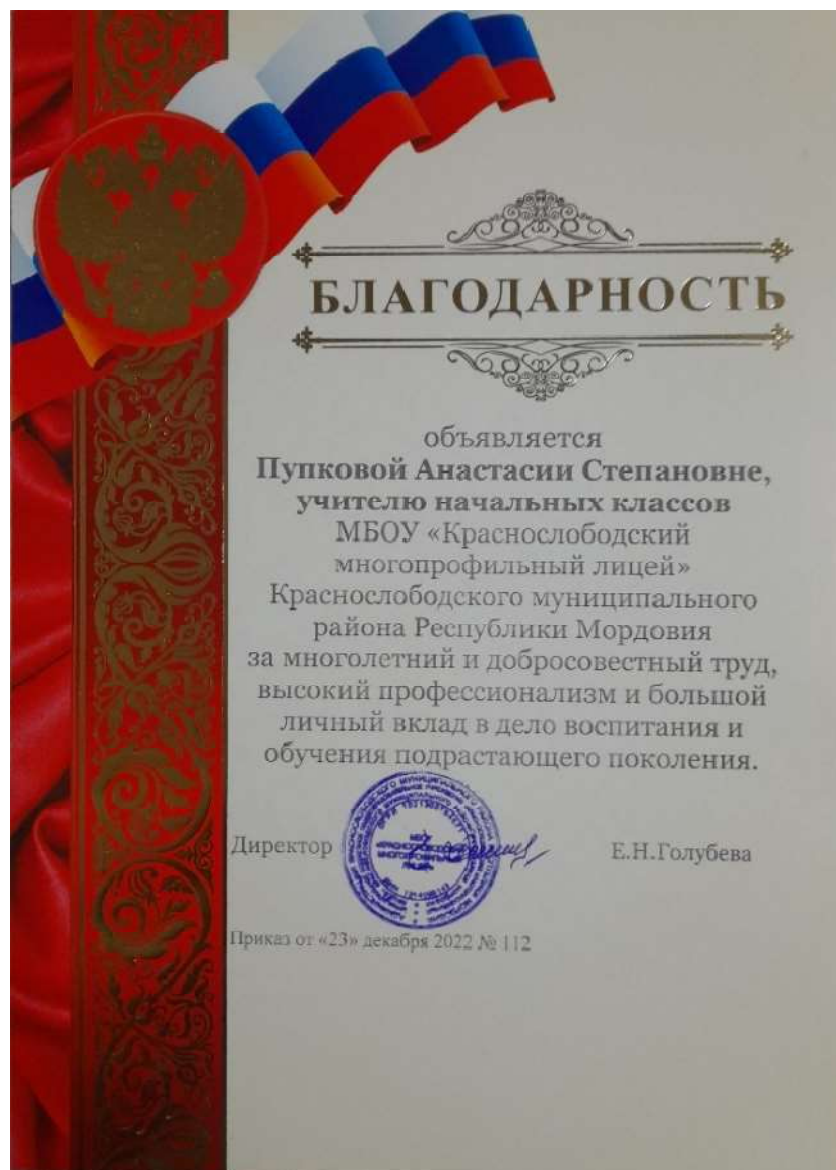 БЛАГОДАРНОСТЬ
объявляется
Пупковой Анастасии Степановне,
учителю начальных классов
МБОУ «Краснослободский
многопрофильный лицей»
Краснослободского муниципального
района Республики Мордовия
за многолетний и добросовестный труд,
высокий профессионализм и большой
личный вклад в дело воспитания и
обучения подрастающего поколения.
Директор
Е.Н.Голубева
Приказ от «23» декабря 2022 № 112